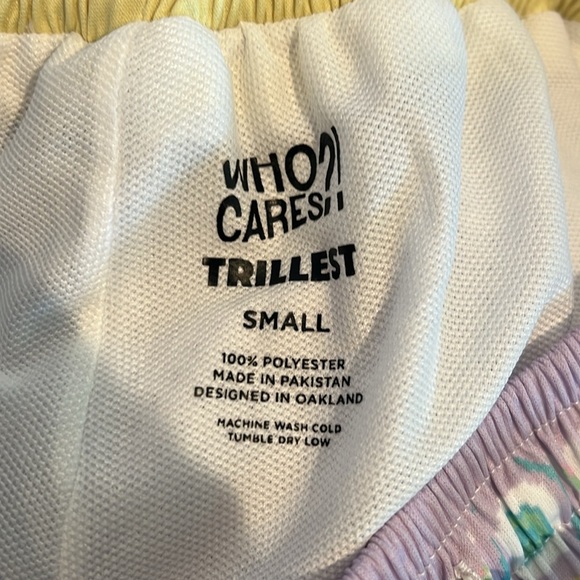 WHO?!
CARES!!
TRILLEST
SMALL
100% POLYESTER
MADE IN PAKISTAN
DESIGNED IN OAKLAND
MACHINE WASH COLD
TUMBLE DRY LOW